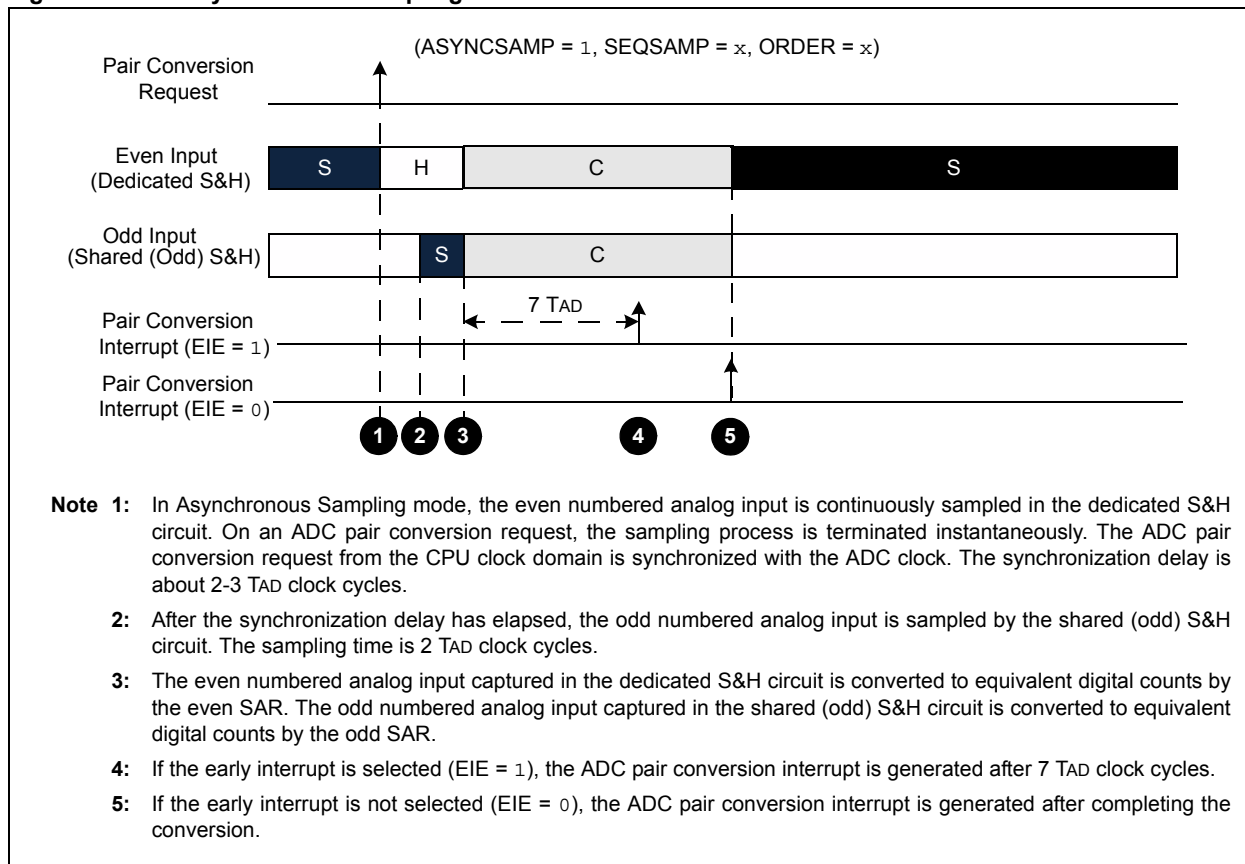 (ASYNCSAMP = 1, SEQSAMP = x, ORDER = x)
Pair Conversion
Request
Even Input
(Dedicated S&H)
S H C S
Odd Input
(Shared (Odd) S&H)
S C
7 TAD
Pair Conversion
Interrupt (EIE = 1)
Pair Conversion
Interrupt (EIE = 0)
1 2 3 4 5
Note 1: In Asynchronous Sampling mode, the even numbered analog input is continuously sampled in the dedicated S&H
circuit. On an ADC pair conversion request, the sampling process is terminated instantaneously. The ADC pair
conversion request from the CPU clock domain is synchronized with the ADC clock. The synchronization delay is
about 2-3 TAD clock cycles.
2: After the synchronization delay has elapsed, the odd numbered analog input is sampled by the shared (odd) S&H
circuit. The sampling time is 2 TAD clock cycles.
3: The even numbered analog input captured in the dedicated S&H circuit is converted to equivalent digital counts by
the even SAR. The odd numbered analog input captured in the shared (odd) S&H circuit is converted to equivalent
digital counts by the odd SAR.
4: If the early interrupt is selected (EIE = 1), the ADC pair conversion interrupt is generated after 7 TAD clock cycles.
5: If the early interrupt is not selected (EIE = 0), the ADC pair conversion interrupt is generated after completing the
conversion.